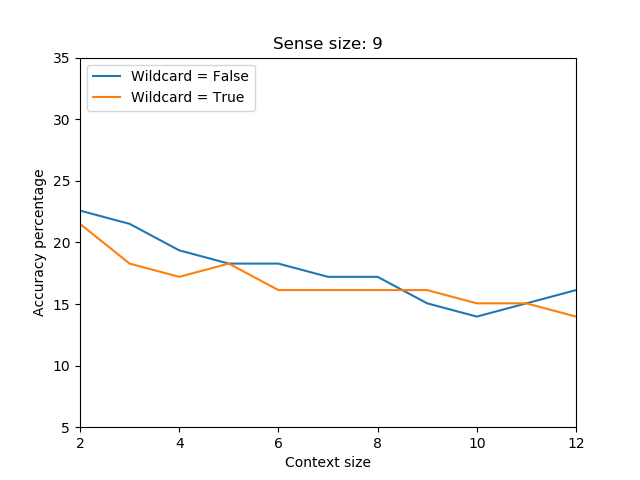 Sense size: 9
Wildcard = False
Wildcard = True
Accuracy percentage
35
30
25
20
15
10
5
2 4 6 8 10 12
Context size